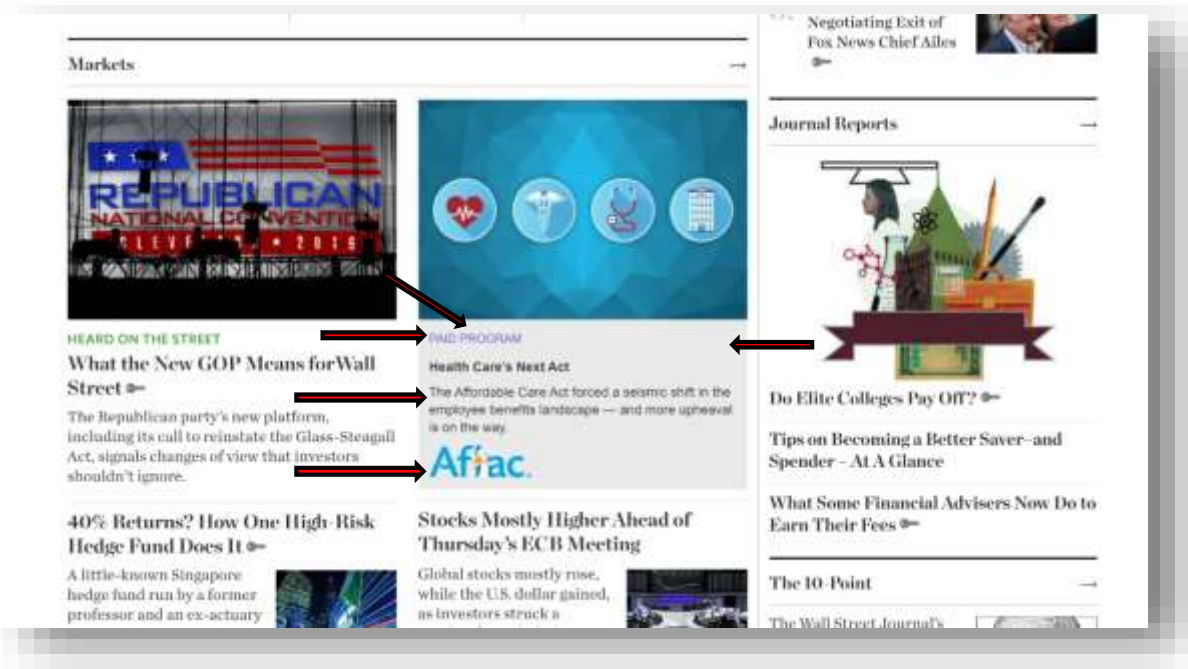 Negotiating Exit of
Fox News Chief Ailes
Markets
REPUBLICAN
NATIONAL CONVENTION
CLEVELAND ★ 2016
HEARD ON THE STREET
What the New GOP Means for Wall
Street
The Republican party's new platform,
including its call to reinstate the Glass-Steagall
Act, signals changes of view that investors
shouldn't ignore.
40% Returns? How One High-Risk
Hedge Fund Does It
A little-known Singapore
hedge fund run by a former
professor and an ex-actuary
PAID PROGRAM
Health Care's Next Act
The Affordable Care Act forced a seismic shift in the
employee benefits landscape — and more upheaval
is on the way.
Aflac.
Stocks Mostly Higher Ahead of
Thursday's ECB Meeting
Global stocks mostly rose,
while the U.S. dollar gained,
as investors struck a
Journal Reports
Do Elite Colleges Pay Off?
Tips on Becoming a Better Saver–and
Spender – At A Glance
What Some Financial Advisers Now Do to
Earn Their Fees
The 10-Point
The Wall Street Journal's